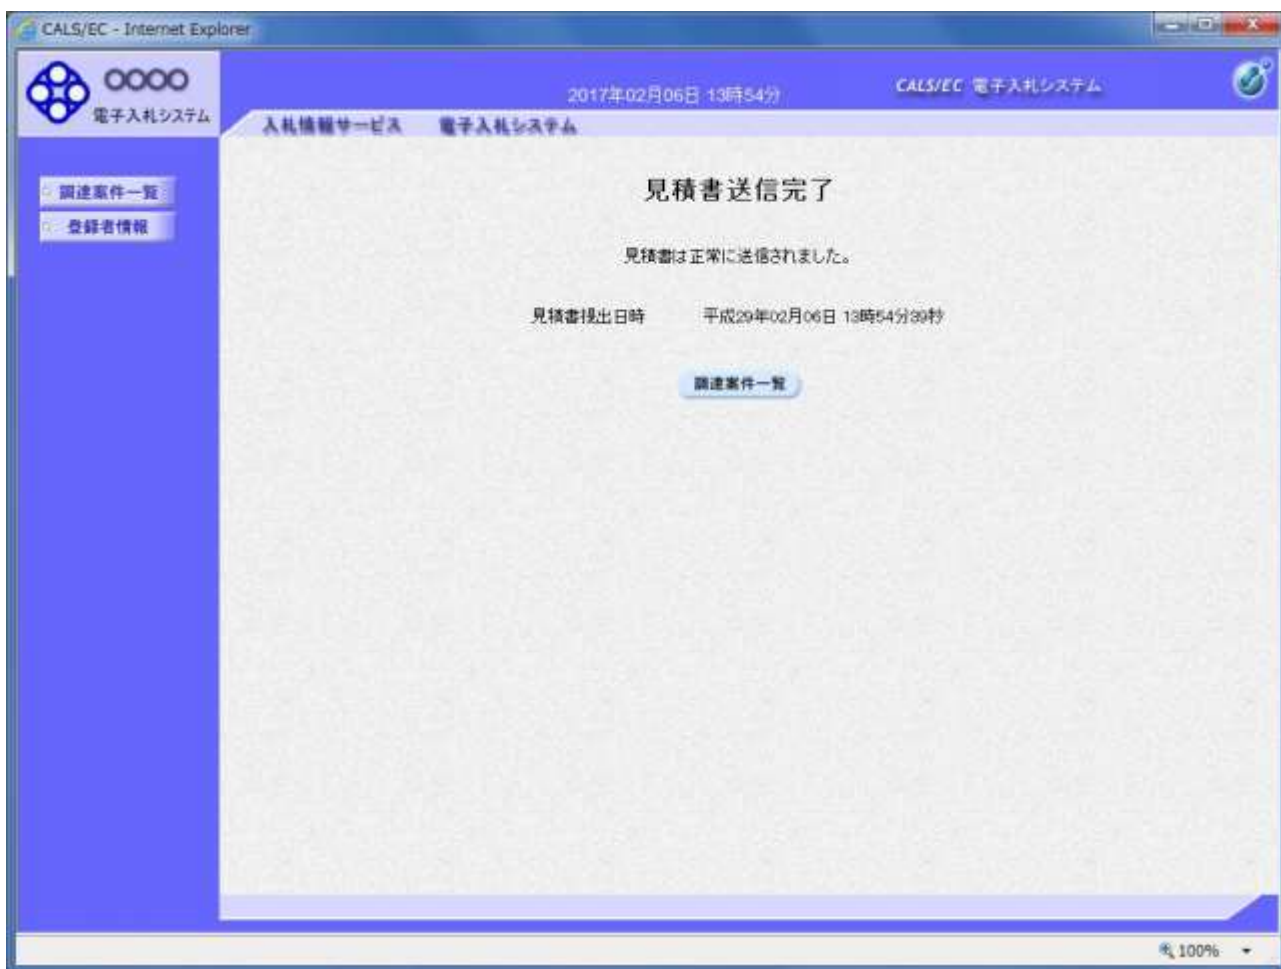 CALS/EC - Internet Explorer
〇〇〇〇
電子入札システム
2017年02月06日 13時54分
CALS/EC 電子入札システム
入札情報サービス 電子入札システム
調達案件一覧
登録者情報
見積書送信完了
見積書は正常に送信されました。
見積書提出日時 平成29年02月06日 13時54分39秒
調達案件一覧
100%